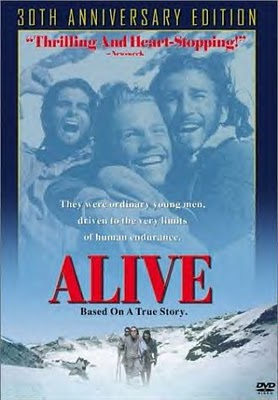 30TH ANNIVERSARY EDITION
"Thrilling And Heart-Stopping!"
–Newsweek
They were ordinary young men,
driven to the very limits
of human endurance.
ALIVE
Based On A True Story.
DVD